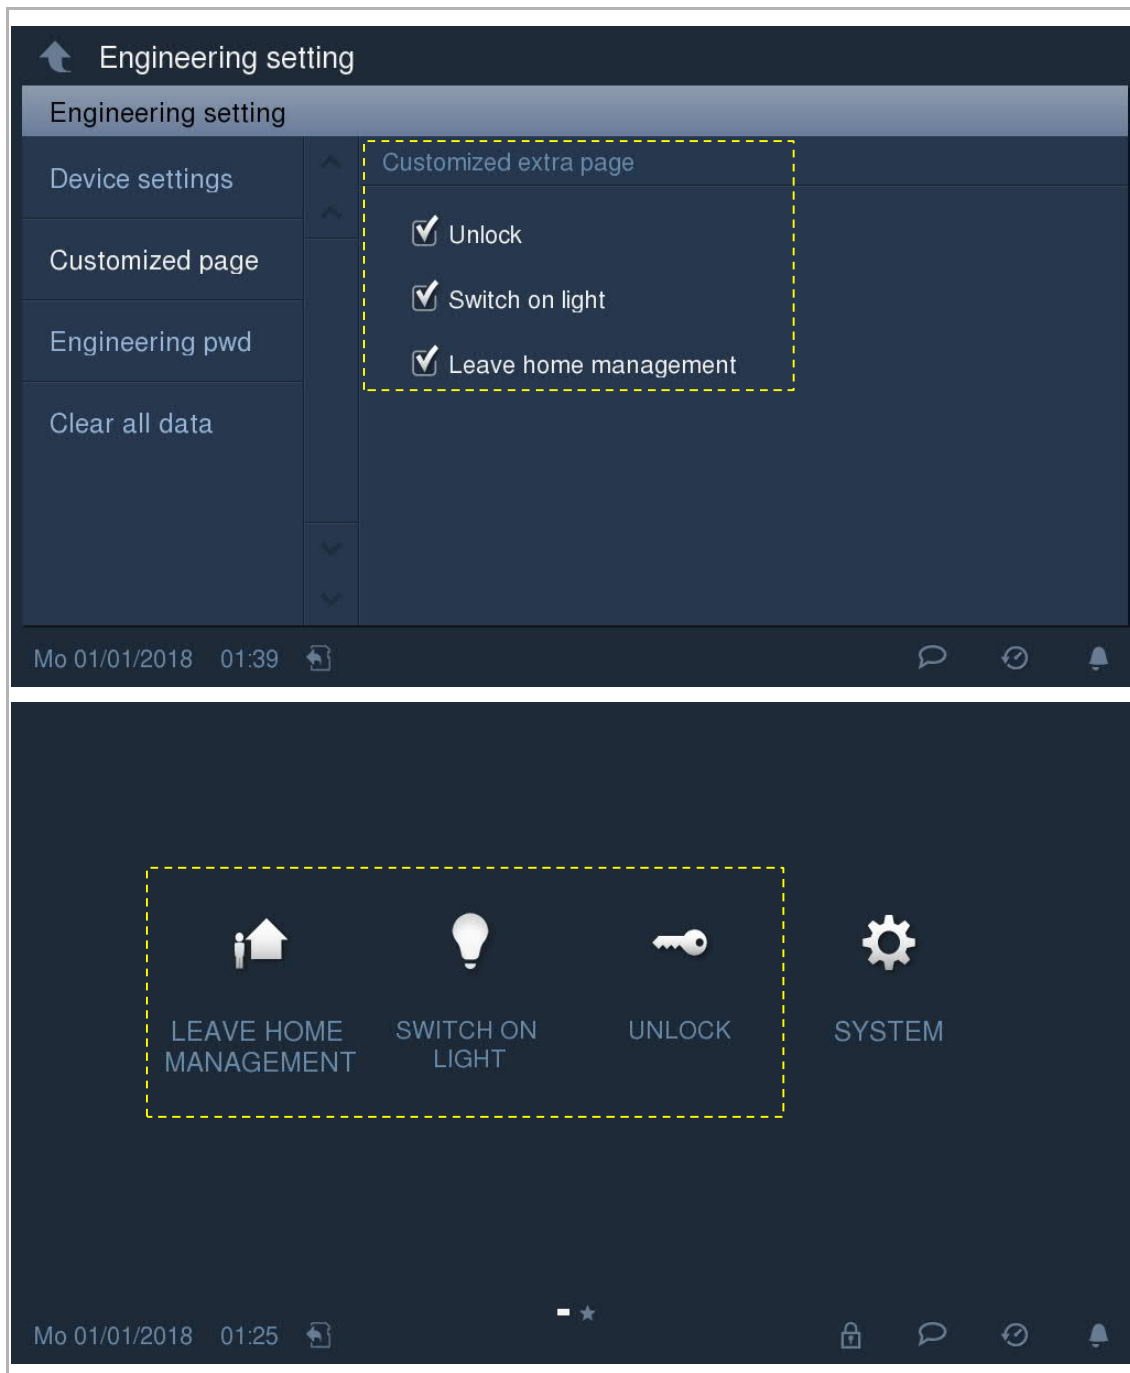 Engineering setting
Engineering setting
Device settings
Customized page
Engineering pwd
Clear all data
Customized extra page
Unlock
Switch on light
Leave home management
Mo 01/01/2018 01:39
LEAVE HOME
MANAGEMENT
SWITCH ON
LIGHT
UNLOCK
SYSTEM
Mo 01/01/2018 01:25